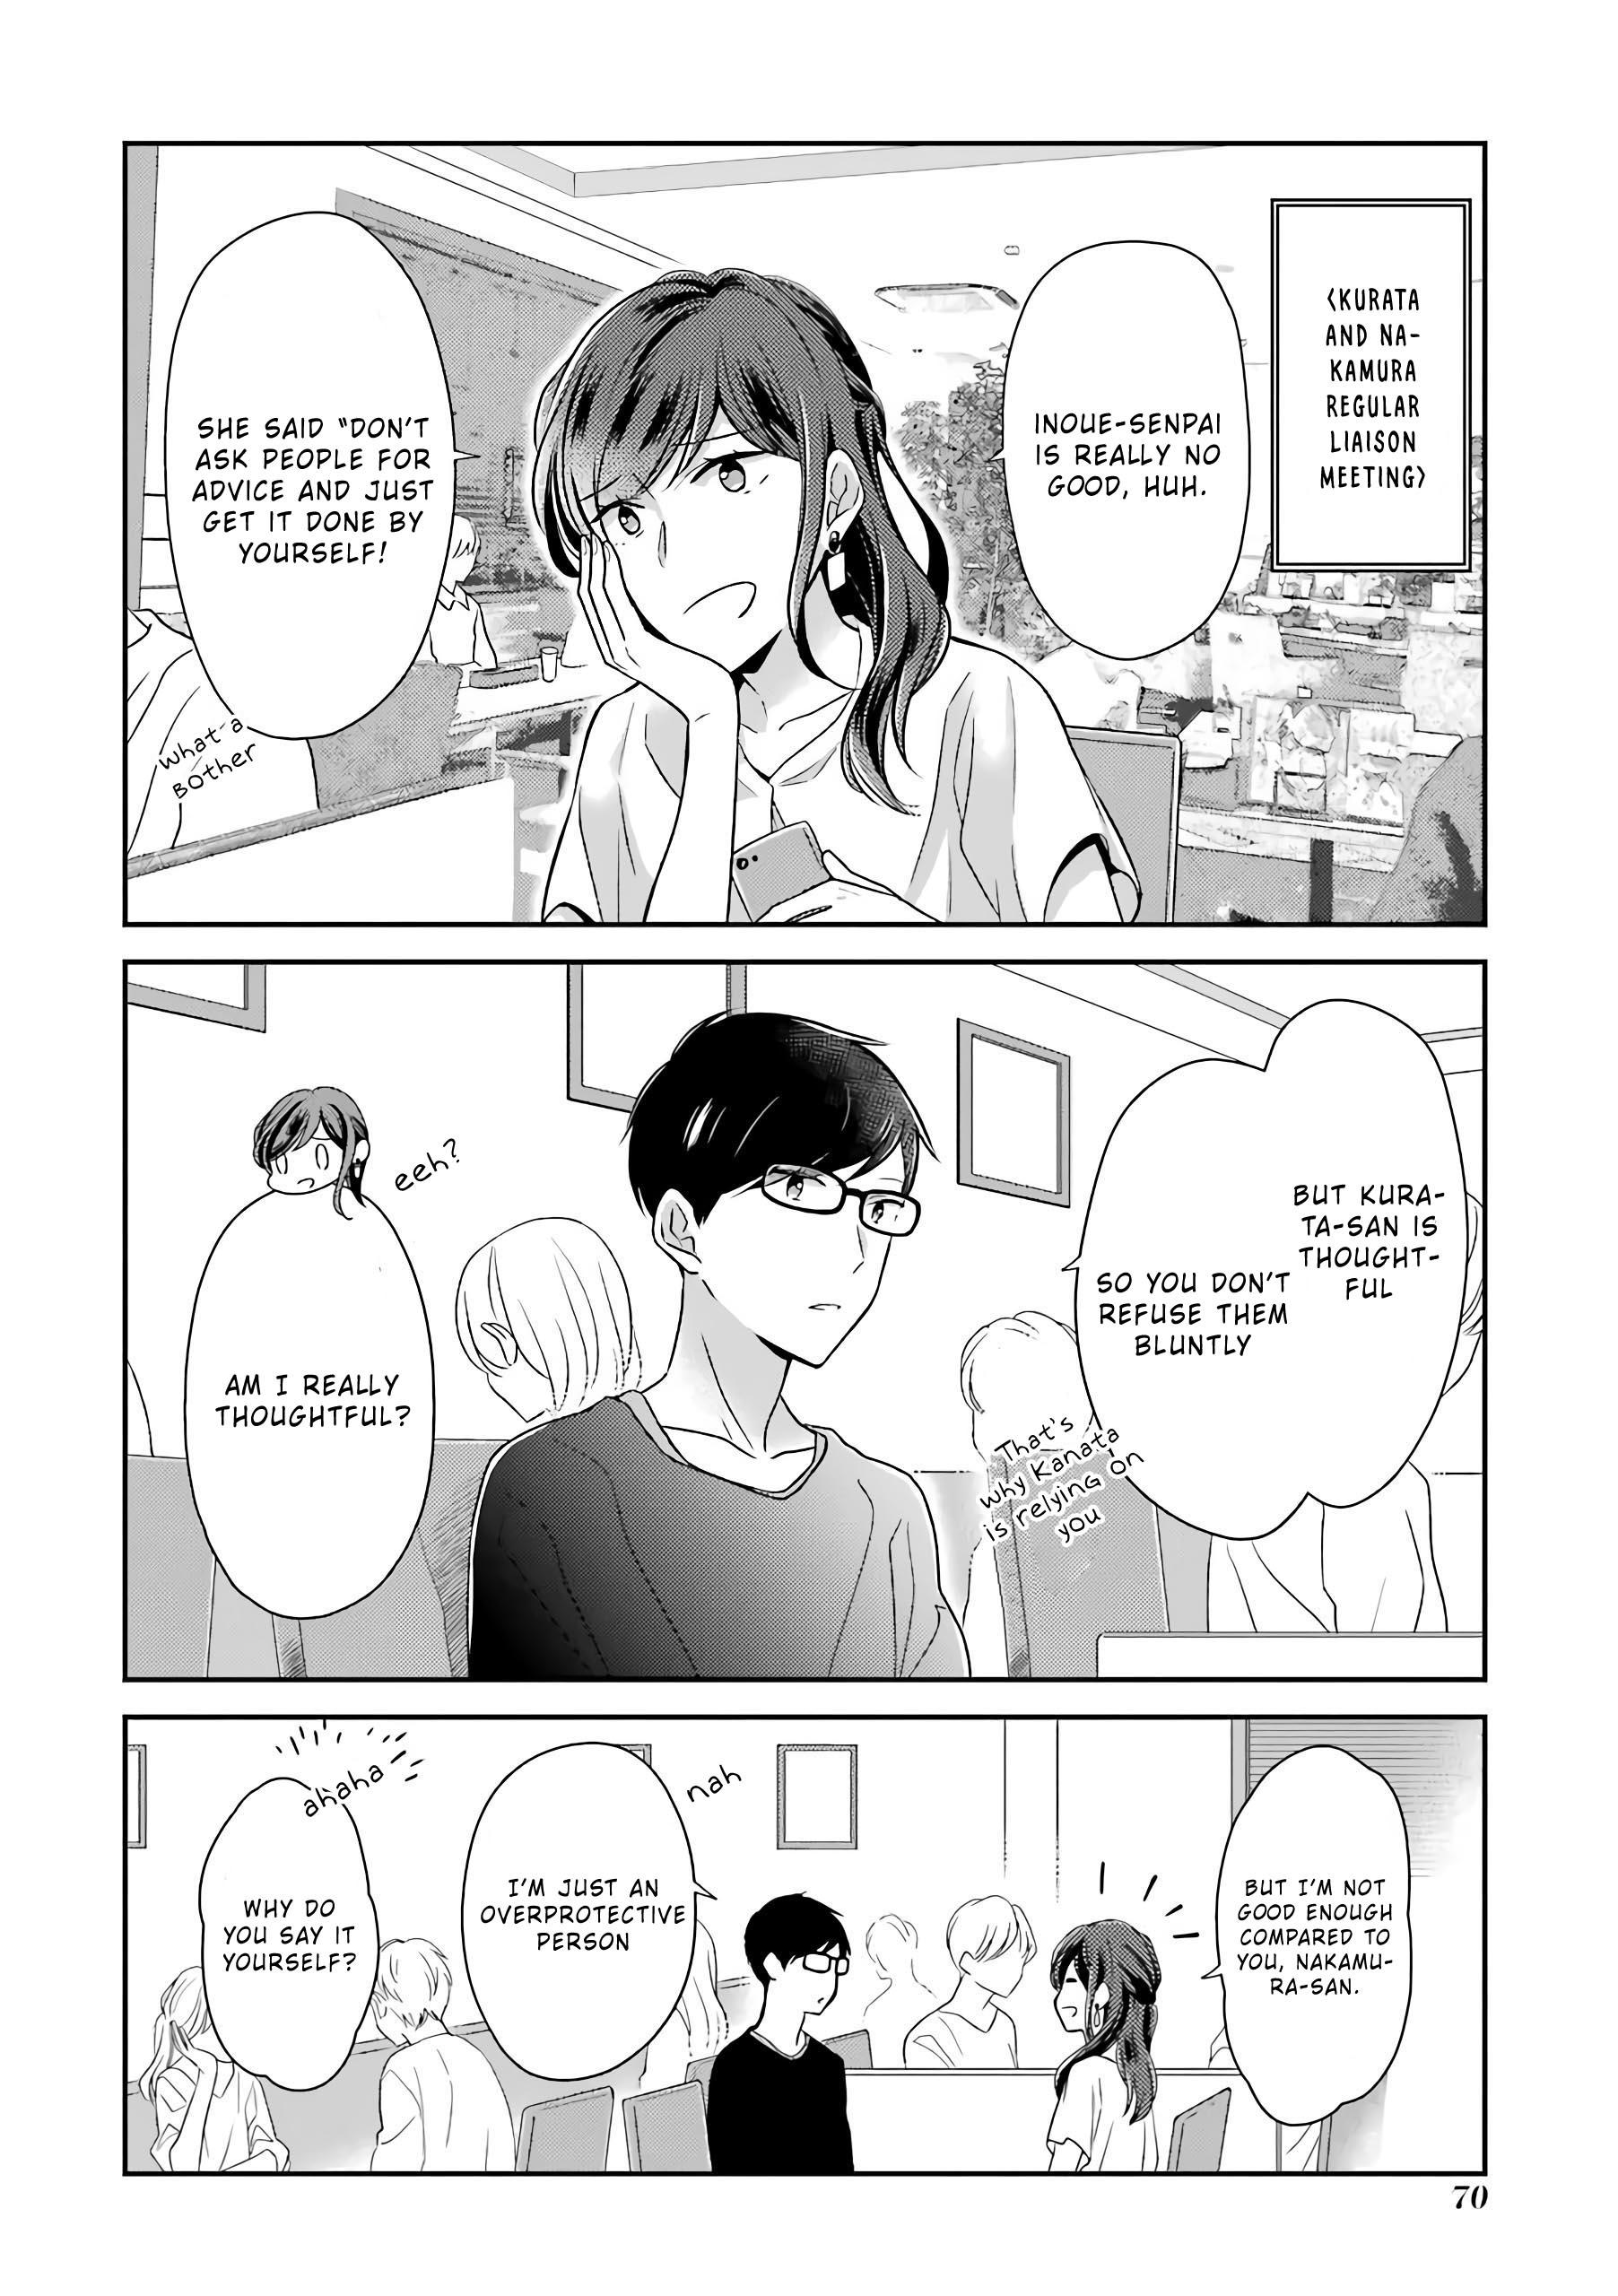 <KURATA
AND NA-
KAMURA
REGULAR
LIAISON
MEETING>
INOUE-SENPAI
IS REALLY NO
GOOD, HUH.
SHE SAID "DON'T
ASK PEOPLE FOR
ADVICE AND JUST
GET IT DONE BY
YOURSELF!
what a
BOther
BUT KURA-
TA-SAN IS
THOUGHT-
FUL
SO YOU DON'T
REFUSE THEM
BLUNTLY
That's
why Kanata
is relying on
you
eeh?
AM I REALLY
THOUGHTFUL?
BUT I'M NOT
GOOD ENOUGH
COMPARED TO
YOU, NAKAMU-
RA-SAN.
nah
I'M JUST AN
OVERPROTECTIVE
PERSON
ahaha
WHY DO
YOU SAY IT
YOURSELF?
70